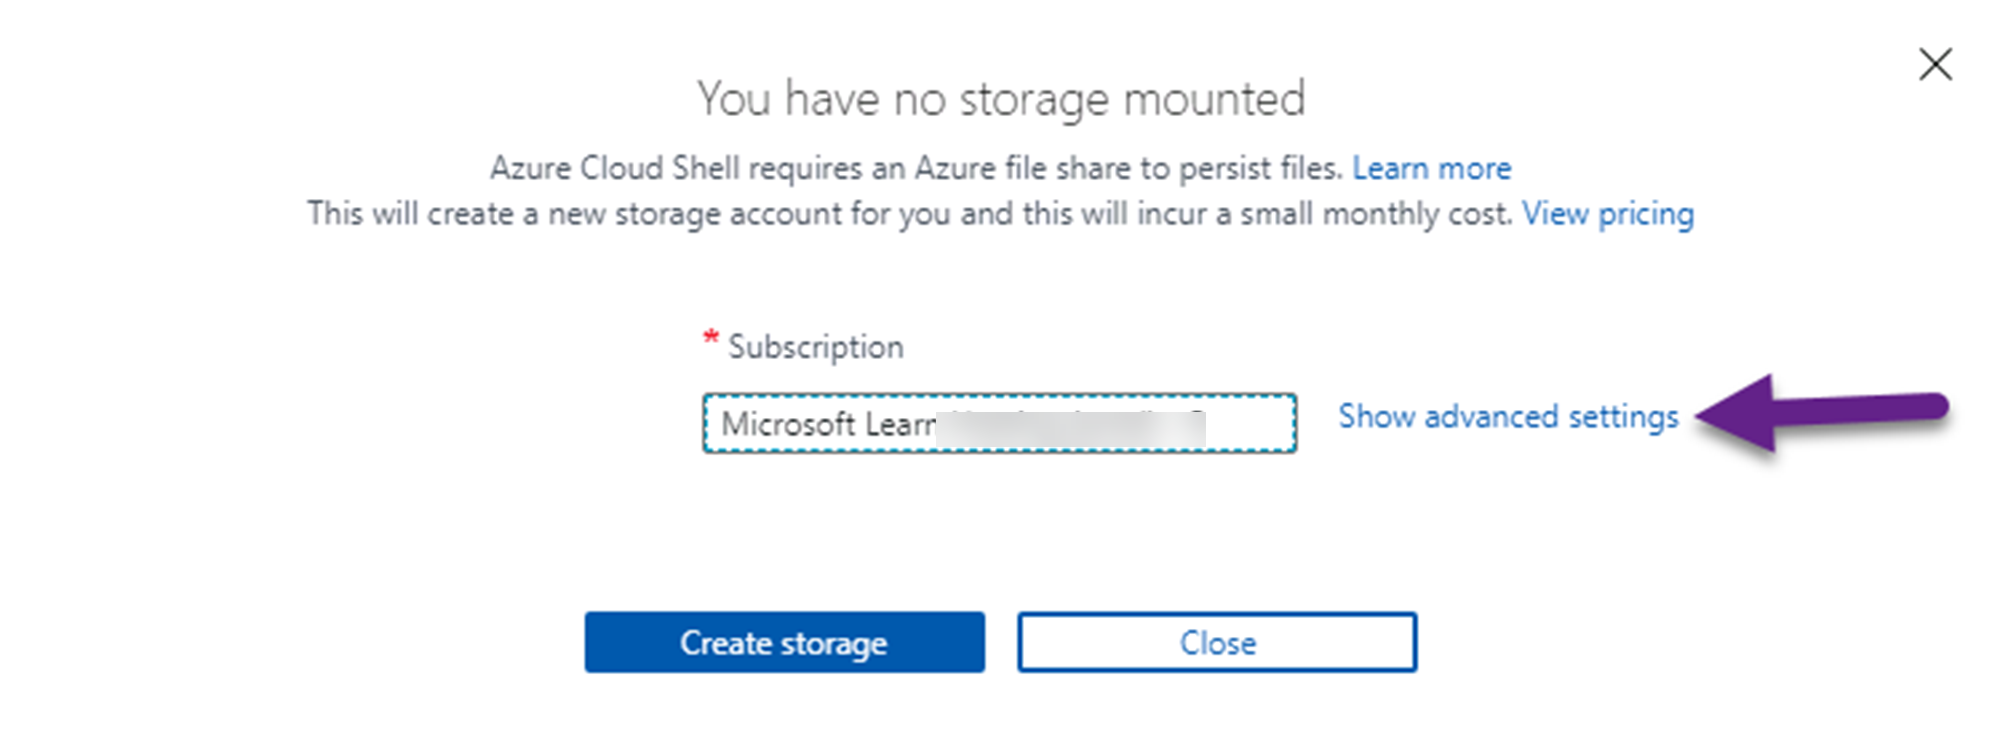 You have no storage mounted
Azure Cloud Shell requires an Azure file share to persist files. Learn more
This will create a new storage account for you and this will incur a small monthly cost. View pricing
* Subscription
Microsoft Learn
Show advanced settings
Create storage
Close